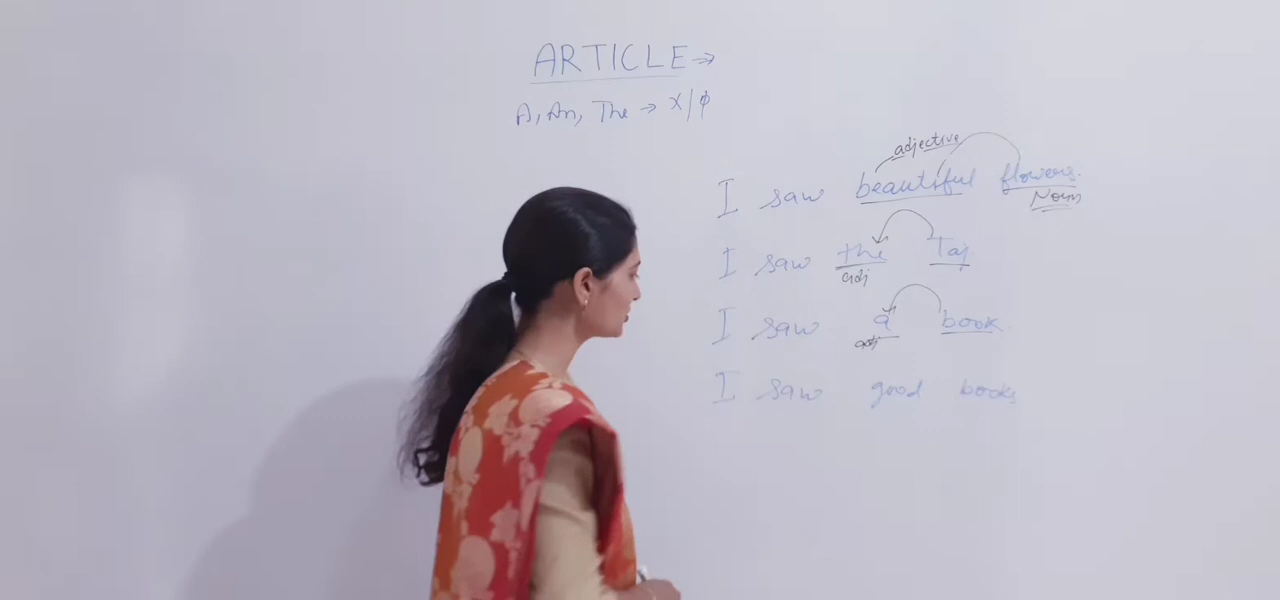 ARTICLE →
A, An, The → X/ϕ
adjective
I saw beautiful flowers.
Noun
I saw the Taj
adj
I saw a book
adj
I saw good books